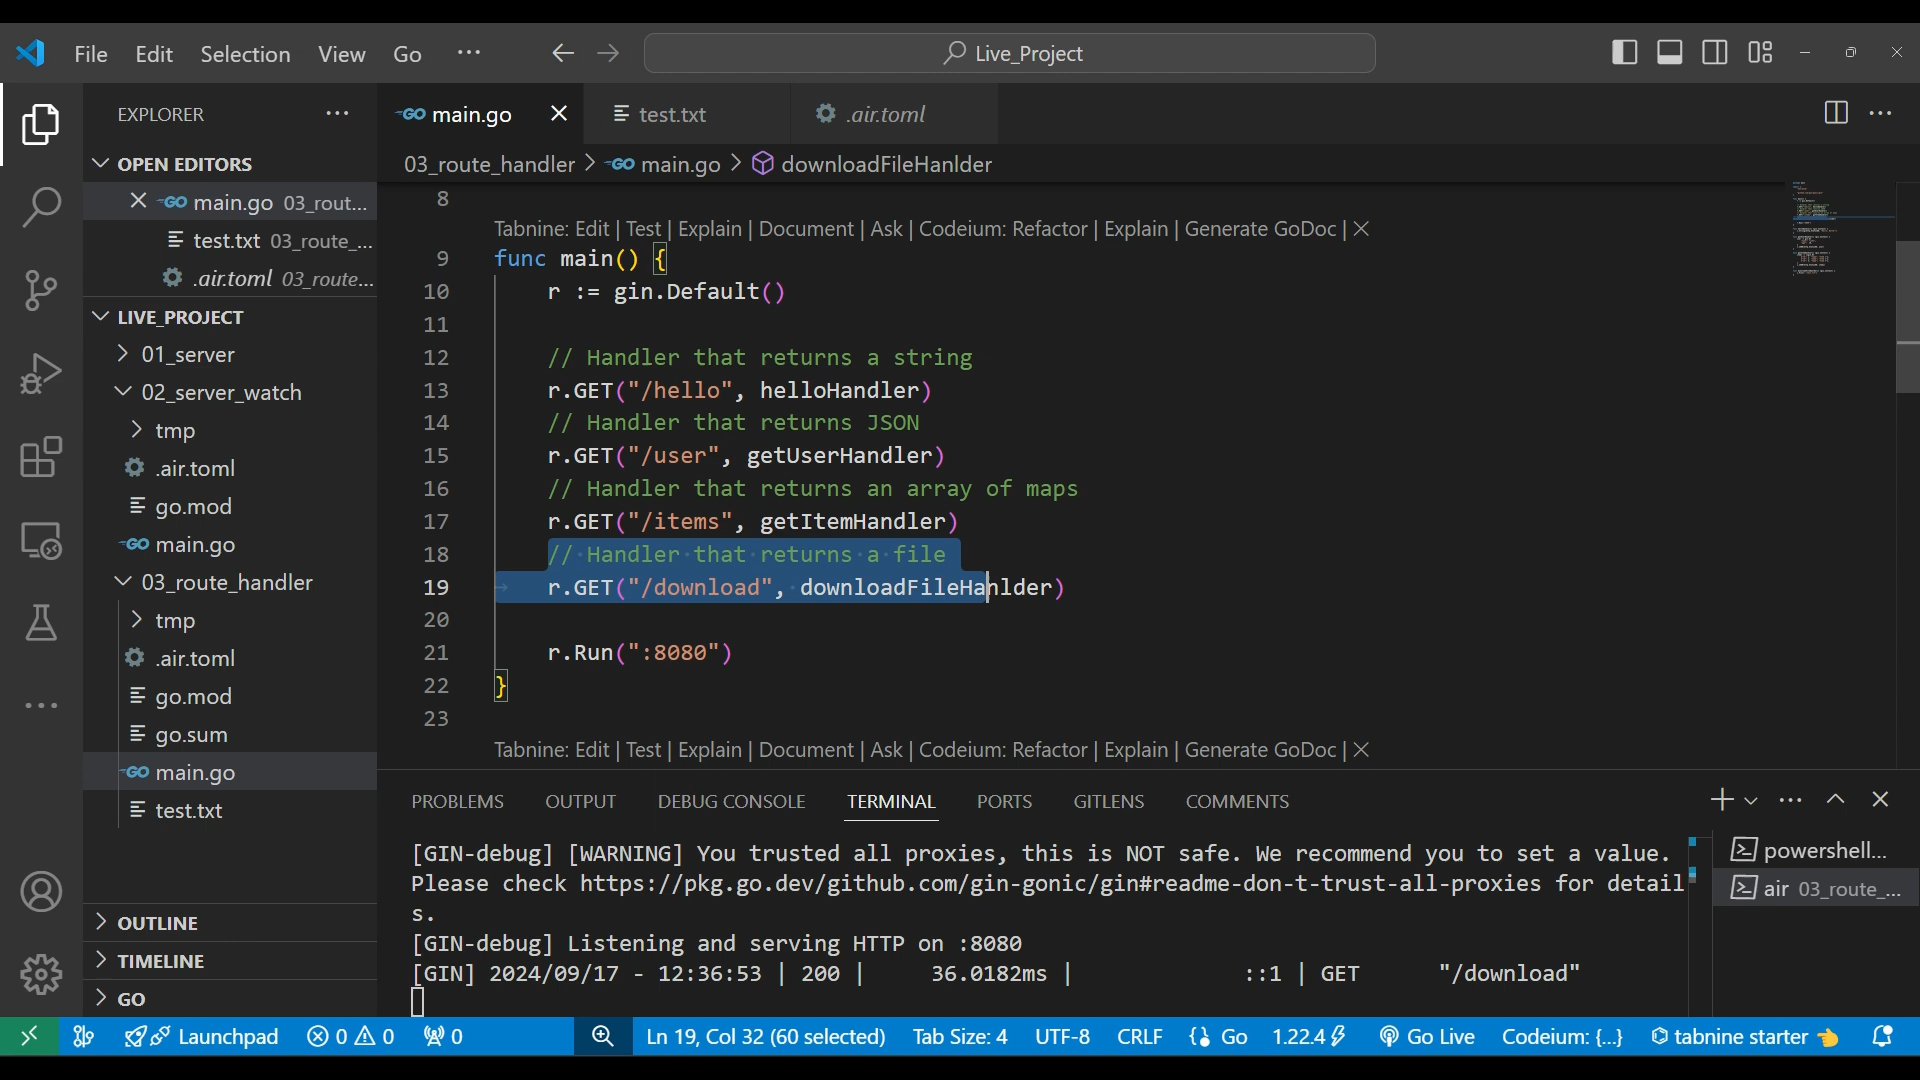 File Edit Selection View Go ··· Live_Project
EXPLORER ···
OPEN EDITORS
main.go 03_rout...
test.txt 03_route_...
.air.toml 03_route...
LIVE_PROJECT
01_server
02_server_watch
tmp
.air.toml
go.mod
main.go
03_route_handler
tmp
.air.toml
go.mod
go.sum
main.go
test.txt
OUTLINE
TIMELINE
GO
main.go test.txt .air.toml
03_route_handler > main.go > downloadFileHanlder
8
Tabnine: Edit | Test | Explain | Document | Ask | Codeium: Refactor | Explain | Generate GoDoc | X
9 func main() {
10 r := gin.Default()
11
12 // Handler that returns a string
13 r.GET("/hello", helloHandler)
14 // Handler that returns JSON
15 r.GET("/user", getUserHandler)
16 // Handler that returns an array of maps
17 r.GET("/items", getItemHandler)
18 // Handler that returns a file
19 r.GET("/download", downloadFileHanlder)
20
21 r.Run(":8080")
22 }
23
Tabnine: Edit | Test | Explain | Document | Ask | Codeium: Refactor | Explain | Generate GoDoc | X
PROBLEMS OUTPUT DEBUG CONSOLE TERMINAL PORTS GITLENS COMMENTS
[GIN-debug] [WARNING] You trusted all proxies, this is NOT safe. We recommend you to set a value.
Please check https://pkg.go.dev/github.com/gin-gonic/gin#readme-don-t-trust-all-proxies for detail
s.
[GIN-debug] Listening and serving HTTP on :8080
[GIN] 2024/09/17 - 12:36:53 | 200 | 36.0182ms | ::1 | GET "/download"
powershell...
air 03_route_...
Launchpad 0 0 0 Ln 19, Col 32 (60 selected) Tab Size: 4 UTF-8 CRLF {} Go 1.22.4 Go Live Codeium: {...} tabnine starter